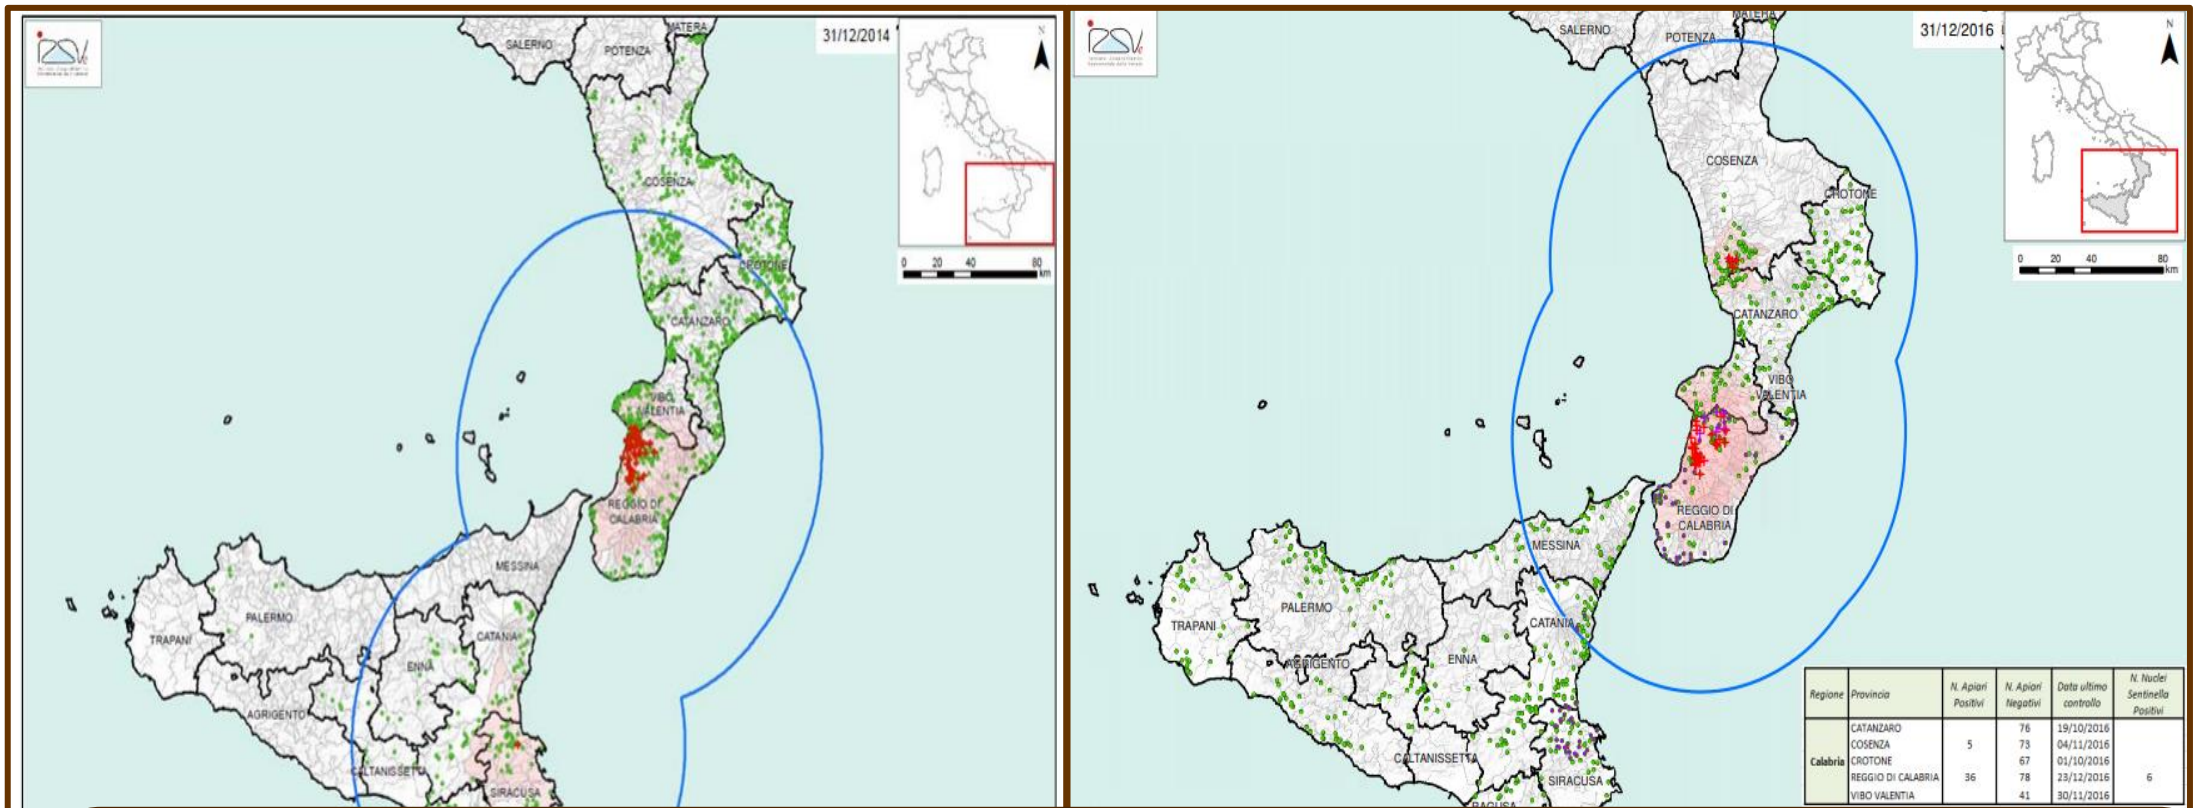 31/12/2014
N
SALERNO
POTENZA
MATERA
COSENZA
CROTONE
CATANZARO
VIBO
VALENTIA
REGGIO DI
CALABRIA
MESSINA
PALERMO
TRAPANI
CATANIA
ENNA
AGRIGENTO
CALTANISSETTA
SIRACUSA
0 20 40 80
km
31/12/2016
N
SALERNO
POTENZA
MATERA
COSENZA
CROTONE
CATANZARO
VIBO
VALENTIA
REGGIO DI
CALABRIA
MESSINA
PALERMO
TRAPANI
CATANIA
ENNA
AGRIGENTO
CALTANISSETTA
SIRACUSA
RAGUSA
0 20 40 80
km
Regione Provincia N. Apiari Positivi N. Apiari Negativi Data ultimo controllo N. Nuclei Sentinella Positivi
Calabria
CATANZARO 76 19/10/2016
COSENZA 5 73 04/11/2016
CROTONE 67 01/10/2016
REGGIO DI CALABRIA 36 78 23/12/2016 6
VIBO VALENTIA 41 30/11/2016